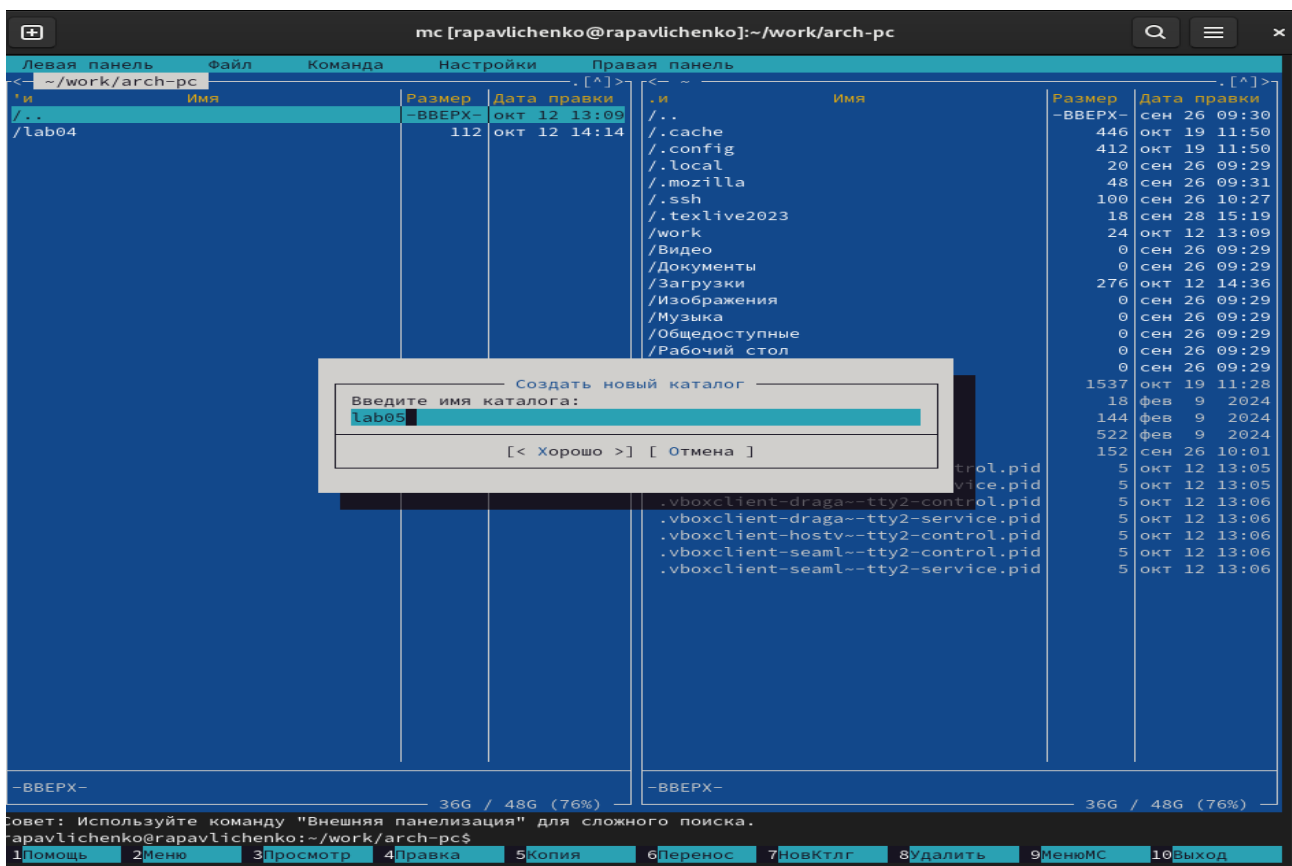 mc [rapavlichenko@rapavlichenko]:~/work/arch-pc
Левая панель Файл Команда Настройки Правая панель
<— ~/work/arch-pc .[^]> <— ~ .[^]>
'и Имя Размер Дата правки .и Имя Размер Дата правки
/.. -ВВЕРХ- окт 12 13:09 /.. -ВВЕРХ- сен 26 09:30
/lab04 112 окт 12 14:14 /.cache 446 окт 19 11:50
/.config 412 окт 19 11:50
/.local 20 сен 26 09:29
/.mozilla 48 сен 26 09:31
/.ssh 100 сен 26 10:27
/.texlive2023 18 сен 28 15:19
/work 24 окт 12 13:09
/Видео 0 сен 26 09:29
/Документы 0 сен 26 09:29
/Загрузки 276 окт 12 14:36
/Изображения 0 сен 26 09:29
/Музыка 0 сен 26 09:29
/Общедоступные 0 сен 26 09:29
/Рабочий стол 0 сен 26 09:29
0 сен 26 09:29
Создать новый каталог 1537 окт 19 11:28
Введите имя каталога: 18 фев 9 2024
lab05 144 фев 9 2024
522 фев 9 2024
[< Хорошо >] [ Отмена ] 152 сен 26 10:01
trol.pid 5 окт 12 13:05
vice.pid 5 окт 12 13:05
.vboxclient-draga~-tty2-control.pid 5 окт 12 13:06
.vboxclient-draga~-tty2-service.pid 5 окт 12 13:06
.vboxclient-hostv~-tty2-control.pid 5 окт 12 13:06
.vboxclient-seaml~-tty2-control.pid 5 окт 12 13:06
.vboxclient-seaml~-tty2-service.pid 5 окт 12 13:06
-ВВЕРХ- -ВВЕРХ-
36G / 48G (76%) 36G / 48G (76%)
Совет: Используйте команду "Внешняя панелизация" для сложного поиска.
rapavlichenko@rapavlichenko:~/work/arch-pc$
1Помощь 2Меню 3Просмотр 4Правка 5Копия 6Перенос 7НовКтлг 8Удалить 9МенюМС 10Выход